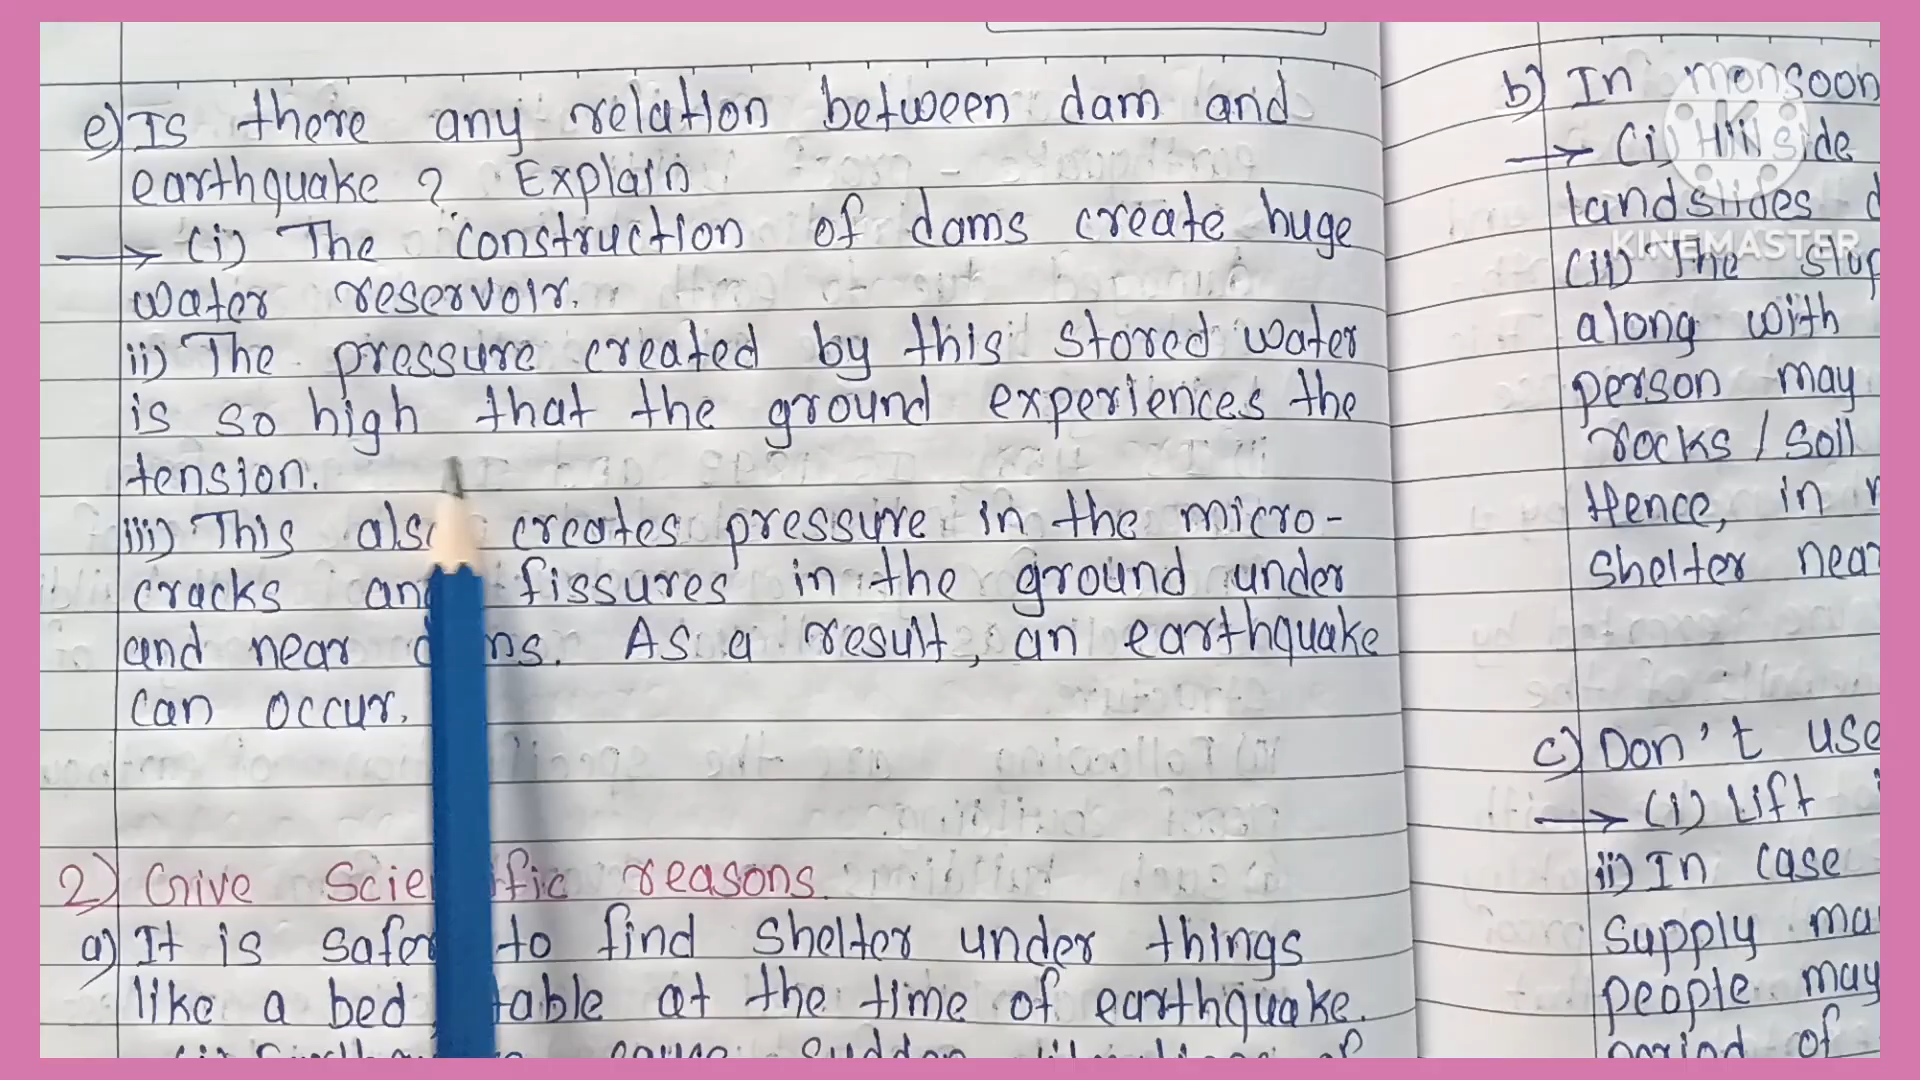 e) Is there any relation between dam and
earthquake ? Explain
→ (i) The construction of dams create huge
water reservoir.
ii) The pressure created by this stored water
is so high that the ground experiences the
tension.
iii) This also creates pressure in the micro-
cracks and fissures in the ground under
and near dams. As a result, an earthquake
can occur.
2) Give Scientific reasons.
a) It is safer to find shelter under things
like a bed, table at the time of earthquake.
b) In monsoon
→ (i) Hill side
landslides
(ii) The
along with
person may
rocks / Soil
Hence, in
shelter near
c) Don't use
→ (i) Lift
ii) In case
Supply may
people may
period of
KINEMASTER